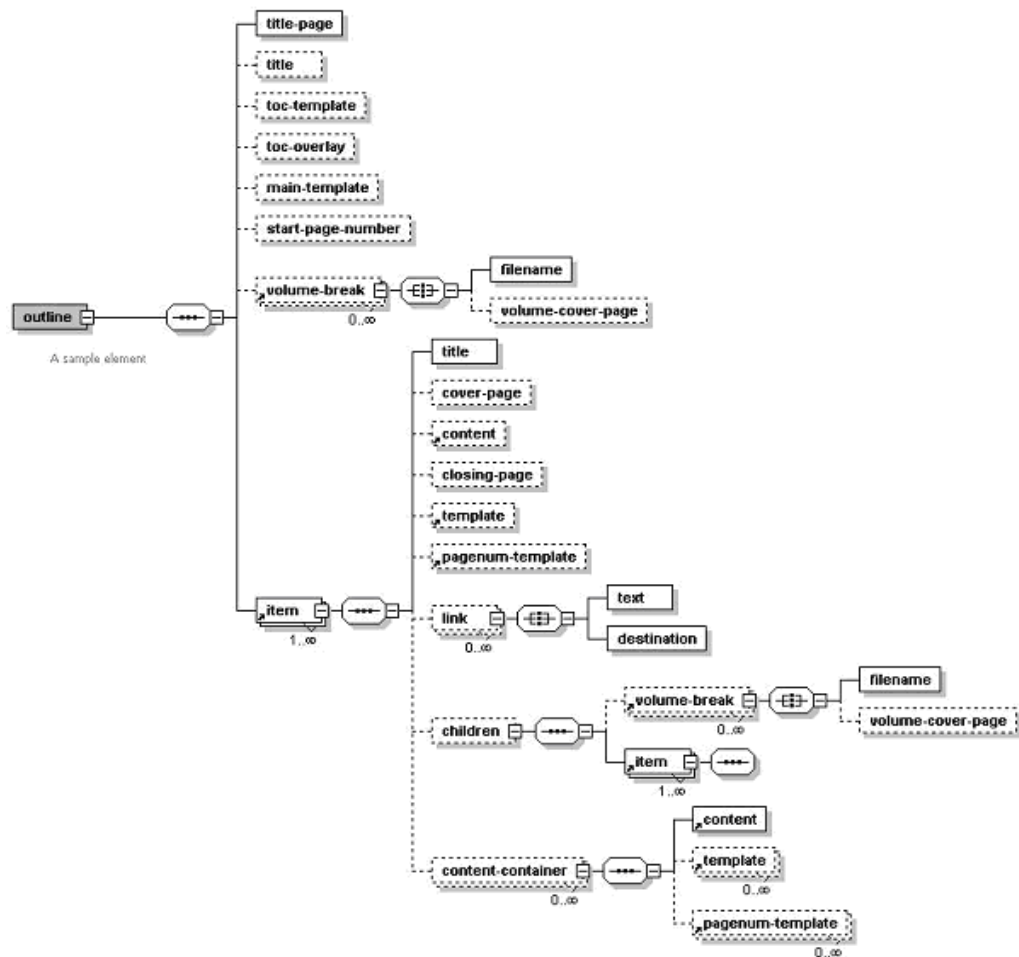 title-page
title
toc-template
toc-overlay
main-template
start-page-number
volume-break
0..∞
filename
volume-cover-page
outline
A sample element
title
cover-page
content
closing-page
template
pagenum-template
item
1..∞
link
0..∞
text
destination
children
volume-break
0..∞
filename
volume-cover-page
item
1..∞
content-container
0..∞
content
template
0..∞
pagenum-template
0..∞